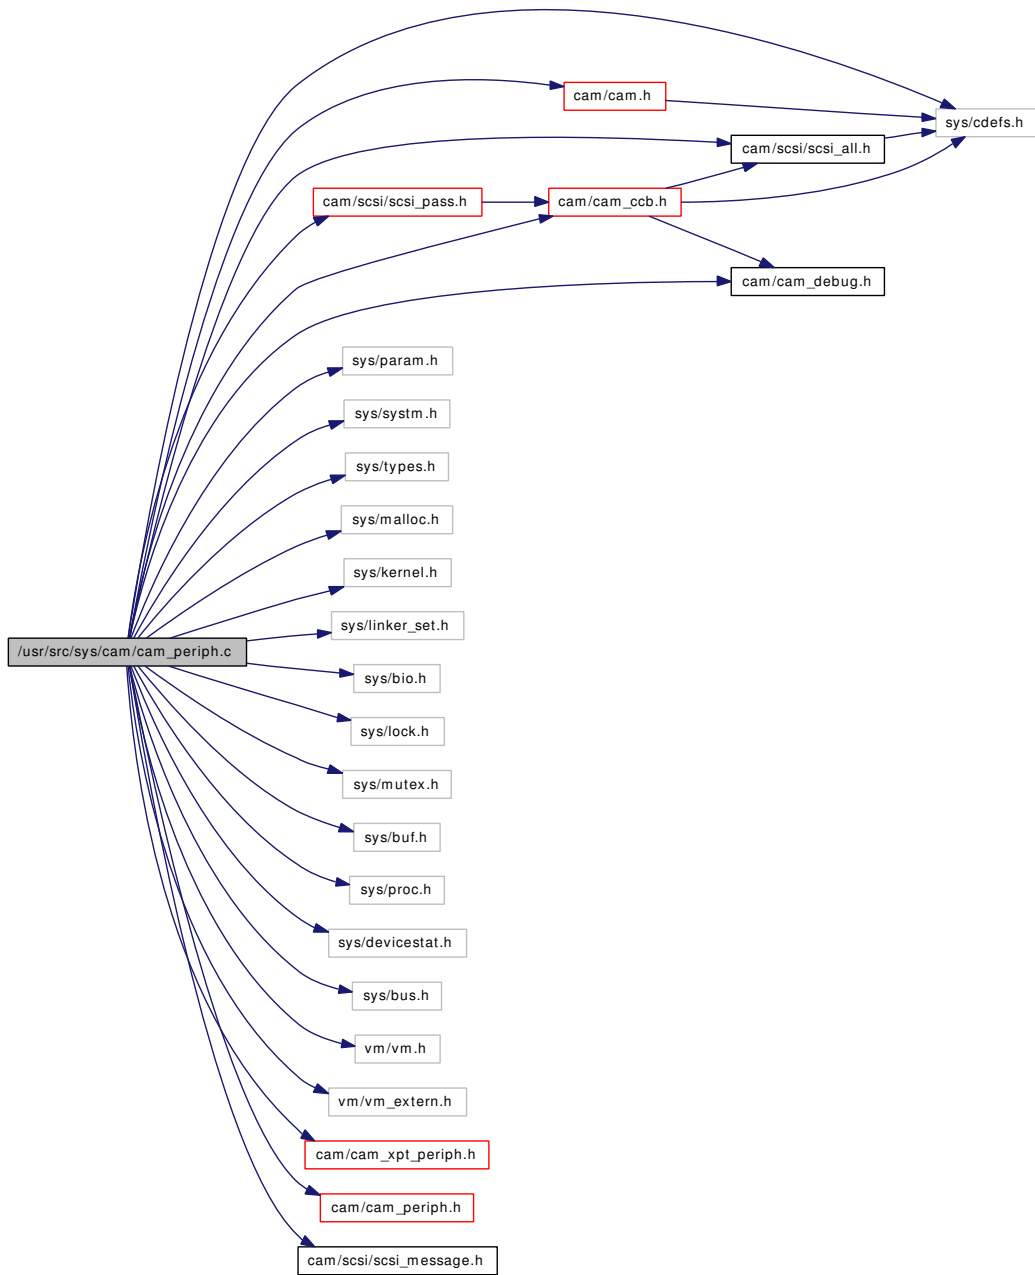 cam/cam.h
sys/cdefs.h
cam/scsi/scsi_all.h
cam/scsi/scsi_pass.h
cam/cam_ccb.h
cam/cam_debug.h
sys/param.h
sys/systm.h
sys/types.h
sys/malloc.h
sys/kernel.h
sys/linker_set.h
/usr/src/sys/cam/cam_periph.c
sys/bio.h
sys/lock.h
sys/mutex.h
sys/buf.h
sys/proc.h
sys/devicestat.h
sys/bus.h
vm/vm.h
vm/vm_extern.h
cam/cam_xpt_periph.h
cam/cam_periph.h
cam/scsi/scsi_message.h